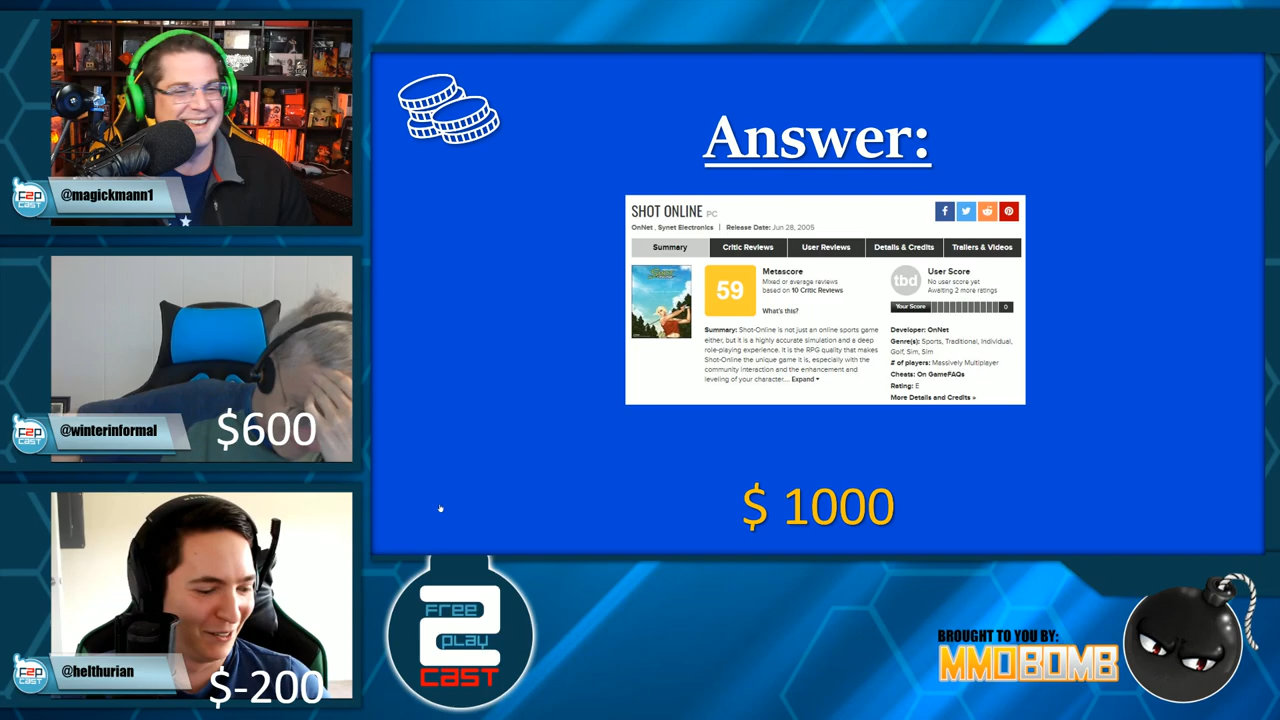 @magickmann1
F2P
CAST
@winterinformal
$600
F2P
CAST
@helthurian
$-200
F2P
CAST
Answer:
SHOT ONLINE PC
OnNet , Synet Electronics | Release Date: Jun 28, 2005
Summary Critic Reviews User Reviews Details & Credits Trailers & Videos
59
Metascore
Mixed or average reviews
based on 10 Critic Reviews
What's this?
tbd
User Score
No user score yet
Awaiting 2 more ratings
Your Score 0
Summary: Shot-Online is not just an online sports game
either, but it is a highly accurate simulation and a deep
role-playing experience. It is the RPG quality that makes
Shot-Online the unique game it is, especially with the
community interaction and the enhancement and
leveling of your character... Expand
Developer: OnNet
Genre(s): Sports, Traditional, Individual,
Golf, Sim, Sim
# of players: Massively Multiplayer
Cheats: On GameFAQs
Rating: E
More Details and Credits »
$ 1000
Free
2
play
CAST
BROUGHT TO YOU BY:
MMOBOMB